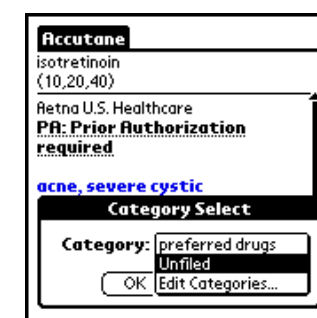 Accutane
isotretinoin
(10,20,40)
Aetna U.S. Healthcare
PA: Prior Authorization
required
acne, severe cystic
Category Select
Category: preferred drugs
Unfiled
OK Edit Categories...